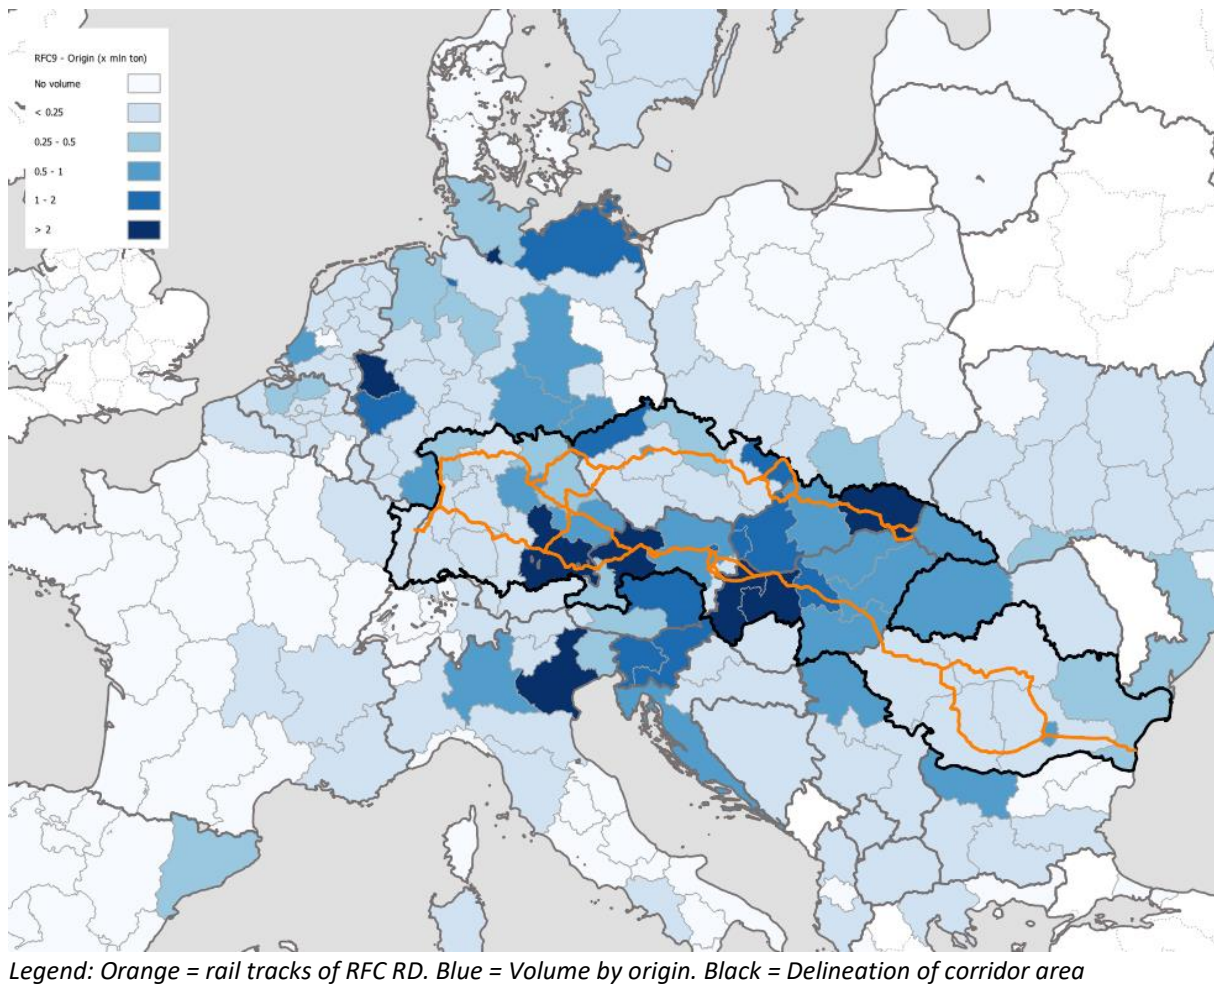 RFC9 - Origin (x mln ton)
No volume
< 0.25
0.25 - 0.5
0.5 - 1
1 - 2
> 2
Legend: Orange = rail tracks of RFC RD. Blue = Volume by origin. Black = Delineation of corridor area